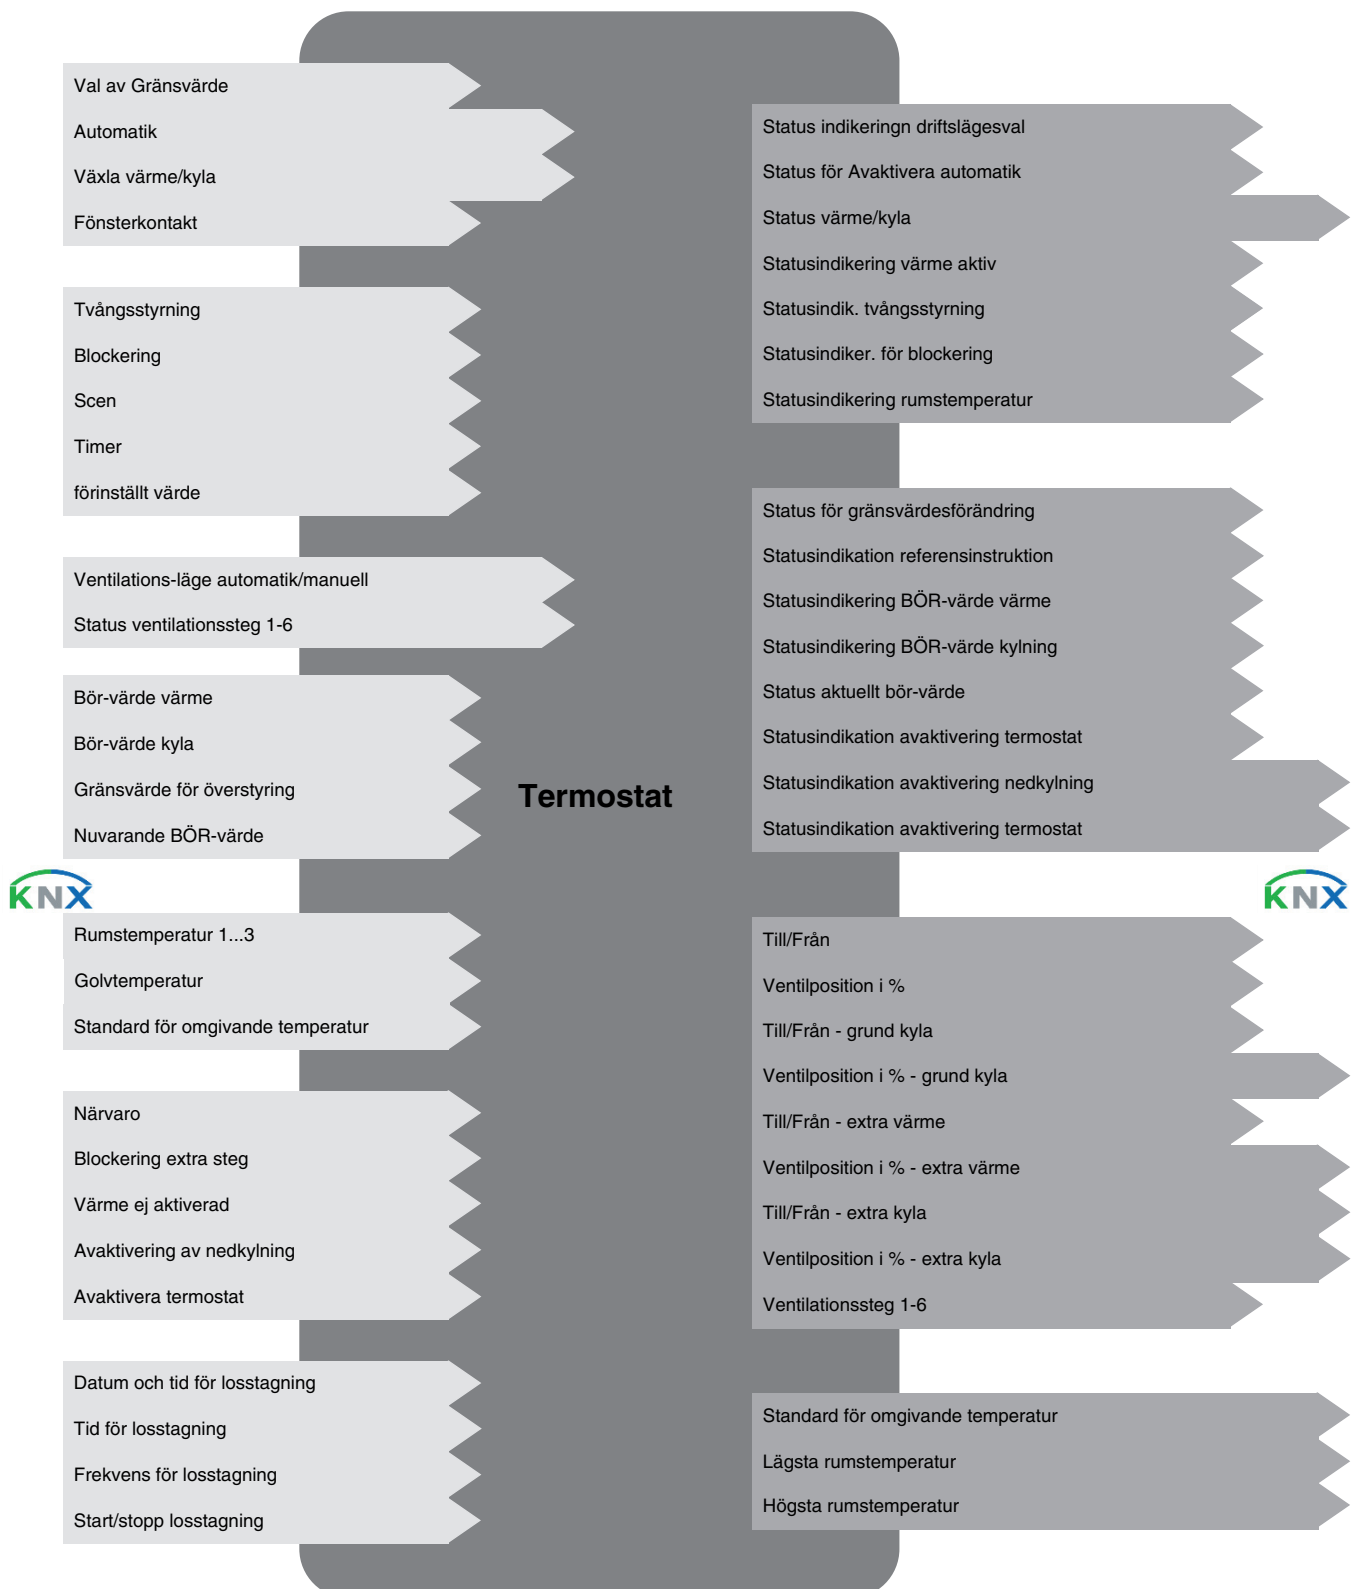 Val av Gränsvärde
Automatik
Växla värme/kyla
Fönsterkontakt
Tvångsstyrning
Blockering
Scen
Timer
förinställt värde
Ventilations-läge automatik/manuell
Status ventilationssteg 1-6
Bör-värde värme
Bör-värde kyla
Gränsvärde för överstyring
Nuvarande BÖR-värde
KNX
Rumstemperatur 1...3
Golvtemperatur
Standard för omgivande temperatur
Närvaro
Blockering extra steg
Värme ej aktiverad
Avaktivering av nedkylning
Avaktivera termostat
Datum och tid för losstagning
Tid för losstagning
Frekvens för losstagning
Start/stopp losstagning
Termostat
Status indikeringn driftslägesval
Status för Avaktivera automatik
Status värme/kyla
Statusindikering värme aktiv
Statusindik. tvångsstyrning
Statusindiker. för blockering
Statusindikering rumstemperatur
Status för gränsvärdesförändring
Statusindikation referensinstruktion
Statusindikering BÖR-värde värme
Statusindikering BÖR-värde kylning
Status aktuellt bör-värde
Statusindikation avaktivering termostat
Statusindikation avaktivering nedkylning
Statusindikation avaktivering termostat
KNX
Till/Från
Ventilposition i %
Till/Från - grund kyla
Ventilposition i % - grund kyla
Till/Från - extra värme
Ventilposition i % - extra värme
Till/Från - extra kyla
Ventilposition i % - extra kyla
Ventilationssteg 1-6
Standard för omgivande temperatur
Lägsta rumstemperatur
Högsta rumstemperatur